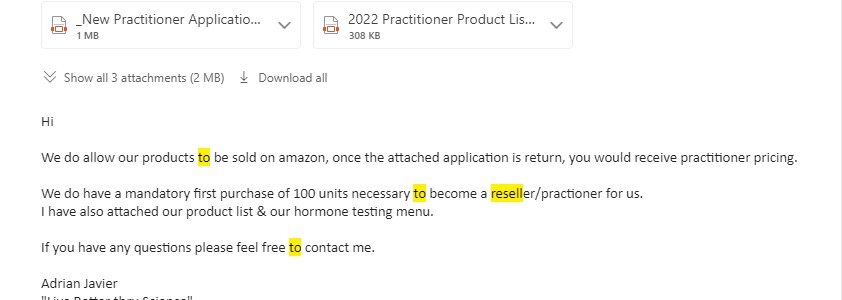 _New Practitioner Applicatio...
1 MB
2022 Practitioner Product Lis...
308 KB
Show all 3 attachments (2 MB)
Download all
Hi
We do allow our products to be sold on amazon, once the attached application is return, you would receive practitioner pricing.
We do have a mandatory first purchase of 100 units necessary to become a reseller/practioner for us.
I have also attached our product list & our hormone testing menu.
If you have any questions please feel free to contact me.
Adrian Javier
"Live Better thru Science"